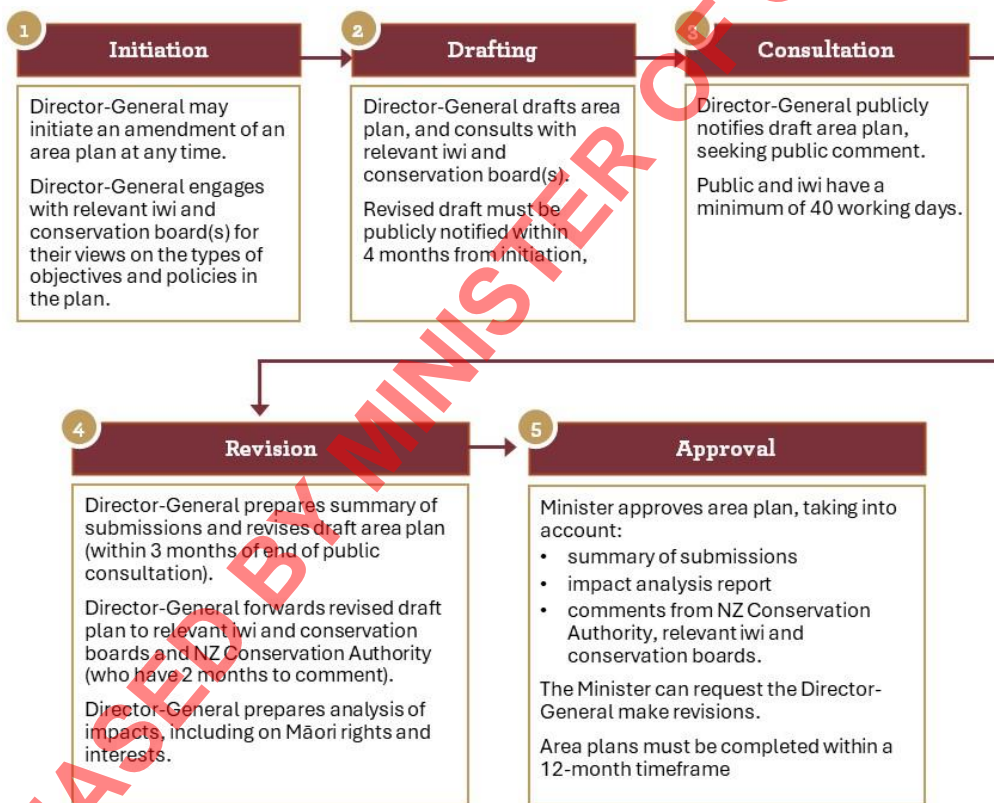 1
Initiation
Director-General may
initiate an amendment of an
area plan at any time.
Director-General engages
with relevant iwi and
conservation board(s) for
their views on the types of
objectives and policies in
the plan.
2
Drafting
Director-General drafts area
plan, and consults with
relevant iwi and
conservation board(s).
Revised draft must be
publicly notified within
4 months from initiation,
3
Consultation
Director-General publicly
notifies draft area plan,
seeking public comment.
Public and iwi have a
minimum of 40 working days.
4
Revision
Director-General prepares summary of
submissions and revises draft area plan
(within 3 months of end of public
consultation).
Director-General forwards revised draft
plan to relevant iwi and conservation
boards and NZ Conservation Authority
(who have 2 months to comment).
Director-General prepares analysis of
impacts, including on Māori rights and
interests.
5
Approval
Minister approves area plan, taking into
account:
• summary of submissions
• impact analysis report
• comments from NZ Conservation
Authority, relevant iwi and
conservation boards.
The Minister can request the Director-
General make revisions.
Area plans must be completed within a
12-month timeframe
ASED BY MINISTER OF